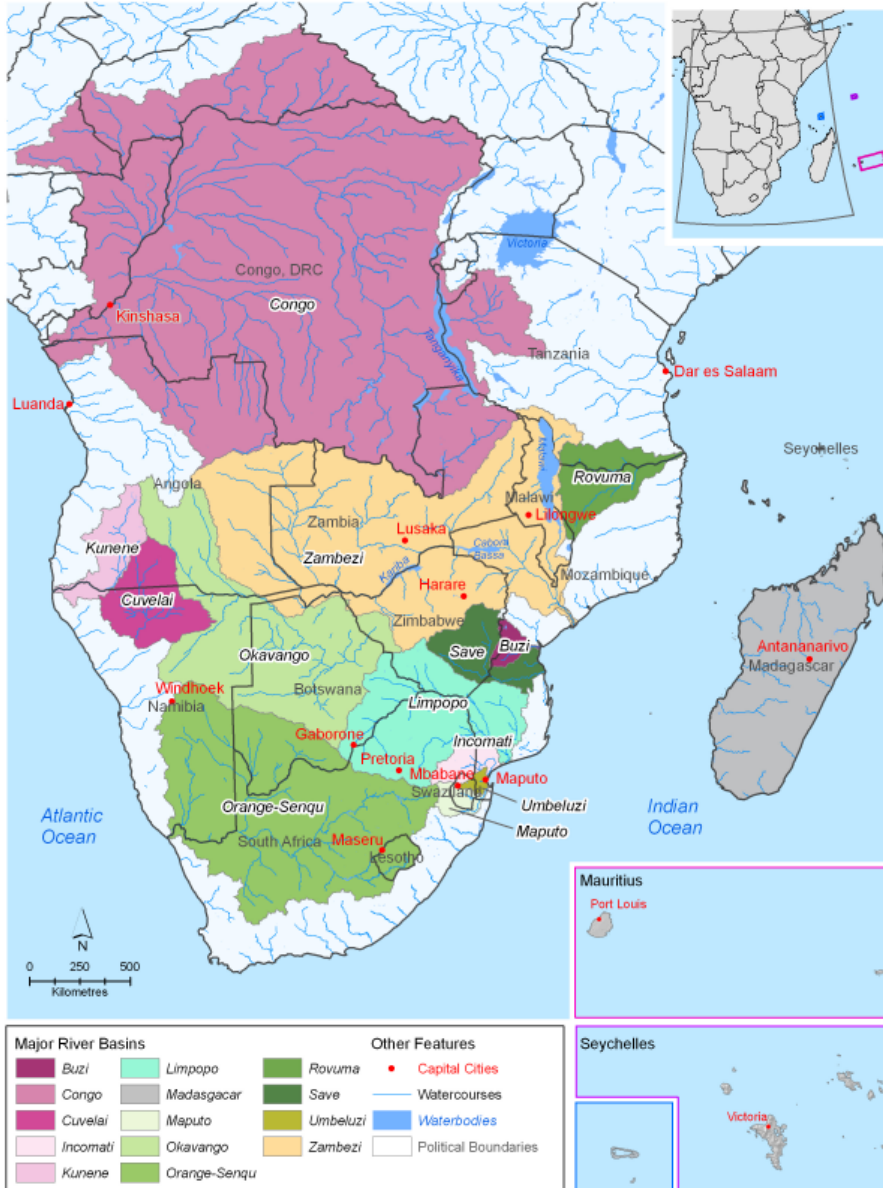 Victoria
Congo, DRC
Congo
Kinshasa
Tanganyika
Tanzania
Dar es Salaam
Luanda
Seychelles
Rovuma
Angola
Malawi
Lilongwe
Zambia
Lusaka
Kunene
Zambezi
Cabora
Bassa
Kariba
Mozambique
Harare
Cuvelai
Zimbabwe
Save
Buzi
Okavango
Antananarivo
Madagascar
Windhoek
Namibia
Botswana
Limpopo
Gaborone
Incomati
Pretoria
Mbabane
Maputo
Swaziland
Orange-Senqu
Umbeluzi
Maputo
Atlantic
Ocean
Indian
Ocean
South Africa
Maseru
Lesotho
N
0 250 500
Kilometres
Mauritius
Port Louis
Major River Basins
Buzi
Congo
Cuvelai
Incomati
Kunene
Limpopo
Madasgacar
Maputo
Okavango
Orange-Senqu
Rovuma
Save
Umbeluzi
Zambezi
Other Features
Capital Cities
Watercourses
Waterbodies
Political Boundaries
Seychelles
Victoria